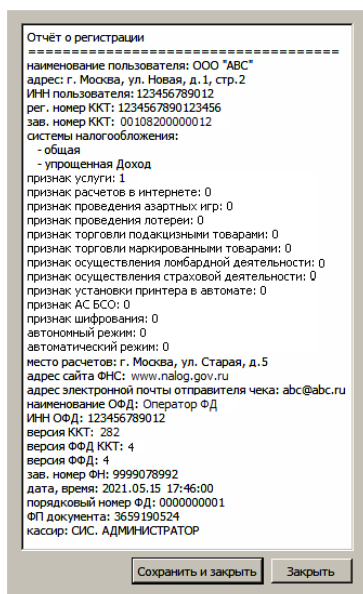 Отчёт о регистрации
=====================================
наименование пользователя: ООО "АВС"
адрес: г. Москва, ул. Новая, д.1, стр.2
ИНН пользователя: 123456789012
рег. номер ККТ: 1234567890123456
зав. номер ККТ: 00108200000012
системы налогообложения:
- общая
- упрощенная Доход
признак услуги: 1
признак расчетов в интернете: 0
признак проведения азартных игр: 0
признак проведения лотереи: 0
признак торговли подакцизными товарами: 0
признак торговли маркированными товарами: 0
признак осуществления ломбардной деятельности: 0
признак осуществления страховой деятельности: 0
признак установки принтера в автомате: 0
признак АС БСО: 0
признак шифрования: 0
автономный режим: 0
автоматический режим: 0
место расчетов: г. Москва, ул. Старая, д.5
адрес сайта ФНС: www.nalog.gov.ru
адрес электронной почты отправителя чека: abc@abc.ru
наименование ОФД: Оператор ФД
ИНН ОФД: 123456789012
версия ККТ: 282
версия ФФД ККТ: 4
версия ФФД: 4
зав. номер ФН: 9999078992
дата, время: 2021.05.15 17:46:00
порядковый номер ФД: 0000000001
ФП документа: 3659190524
кассир: СИС. АДМИНИСТРАТОР
Сохранить и закрыть Закрыть